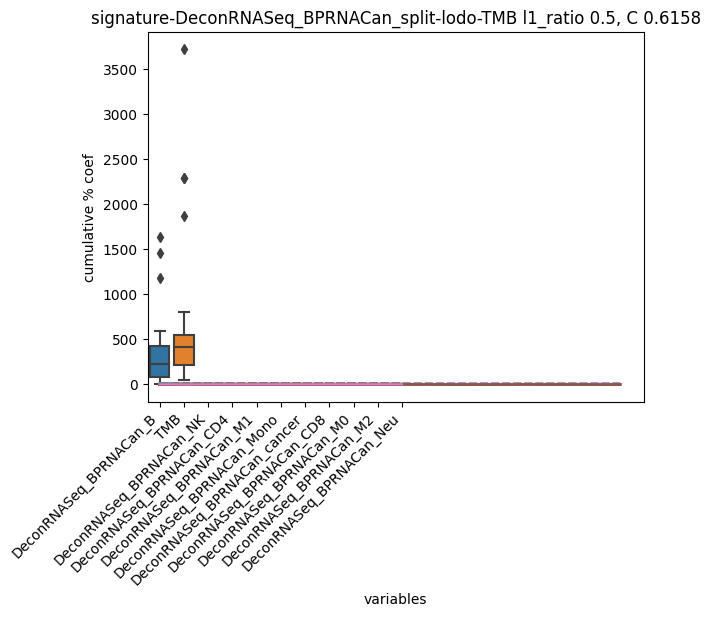 signature-DeconRNASeq_BPRNACan_split-lodo-TMB l1_ratio 0.5, C 0.6158
cumulative % coef
3500
3000
2500
2000
1500
1000
500
0
DeconRNASeq_BPRNACan_B
TMB
DeconRNASeq_BPRNACan_NK
DeconRNASeq_BPRNACan_CD4
DeconRNASeq_BPRNACan_M1
DeconRNASeq_BPRNACan_Mono
DeconRNASeq_BPRNACan_cancer
DeconRNASeq_BPRNACan_CD8
DeconRNASeq_BPRNACan_M0
DeconRNASeq_BPRNACan_M2
DeconRNASeq_BPRNACan_Neu
variables